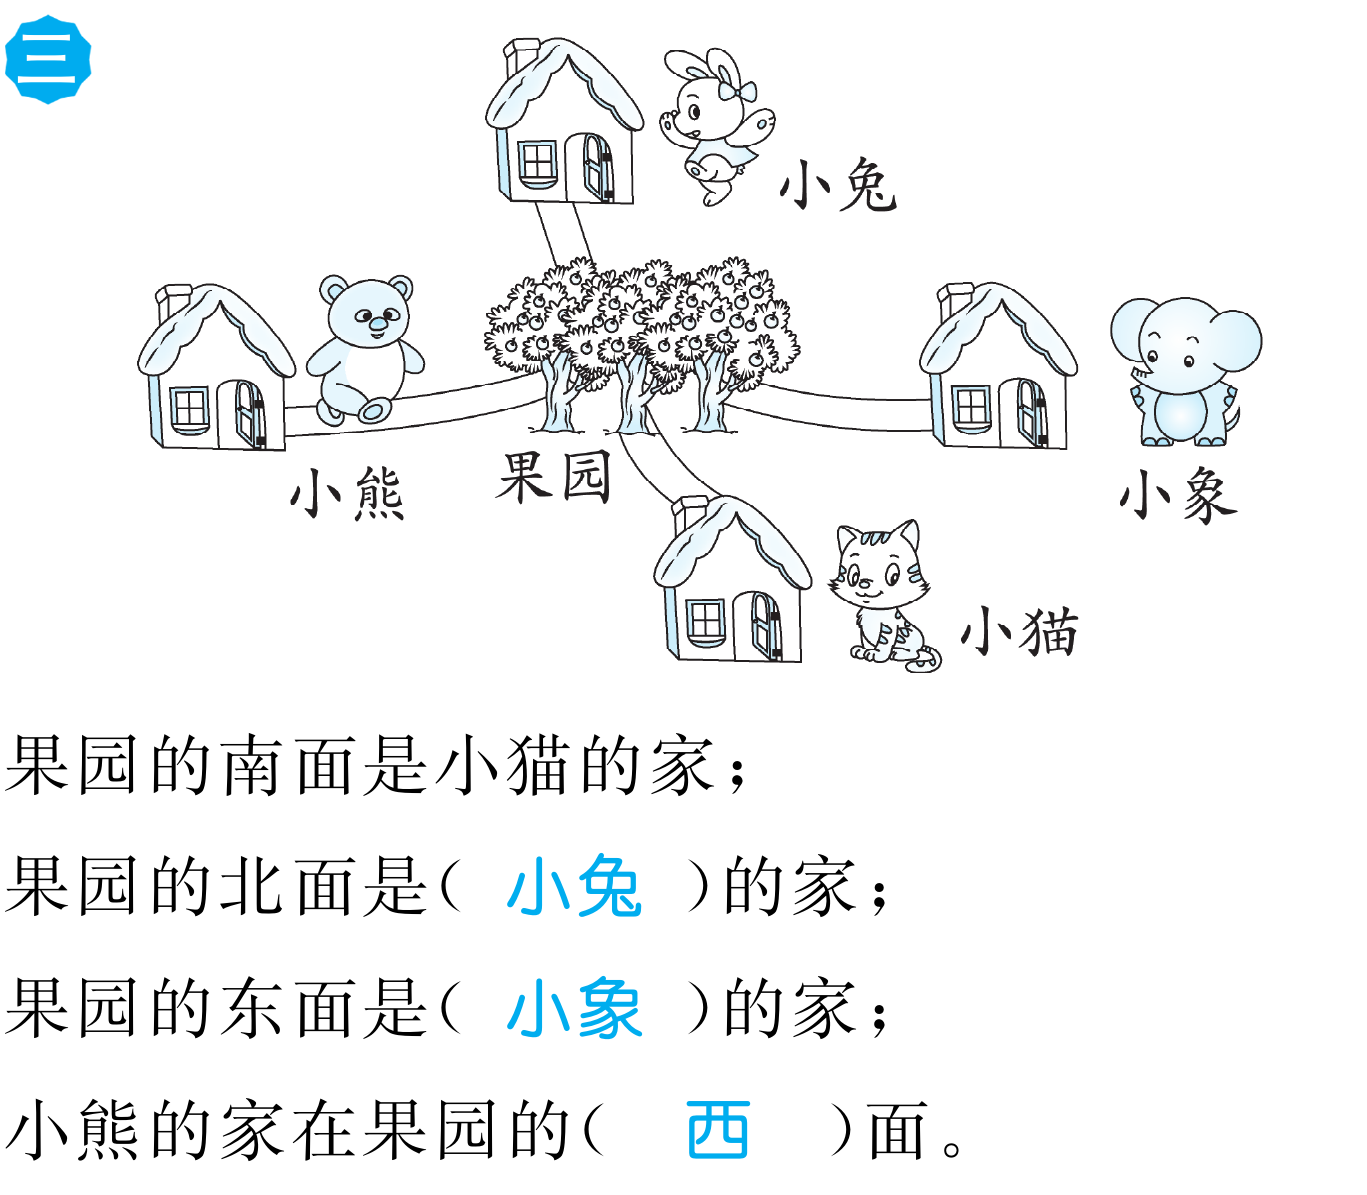 三
小兔
小熊
果园
小象
小猫
果园的南面是小猫的家；
果园的北面是（ 小兔 ）的家；
果园的东面是（ 小象 ）的家；
小熊的家在果园的（ 西 ）面。